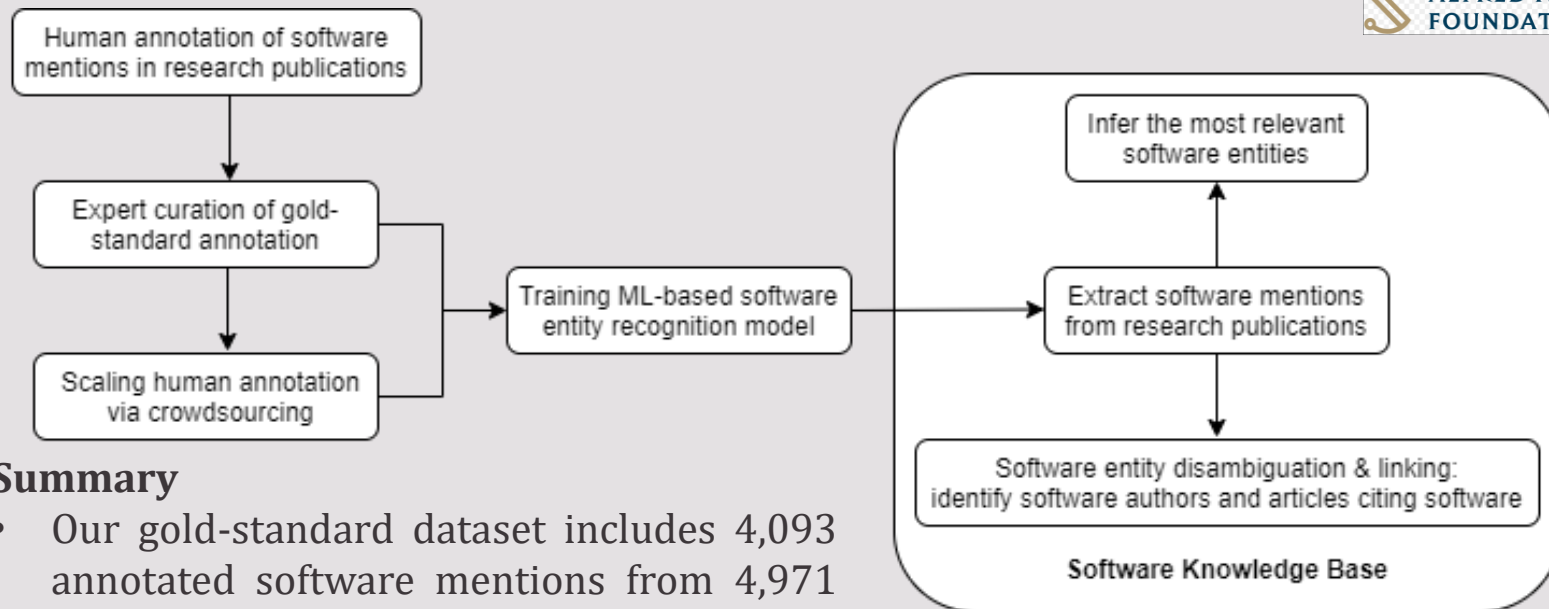 FOUNDAT
Human annotation of software
mentions in research publications
Expert curation of gold-
standard annotation
Scaling human annotation
via crowdsourcing
Training ML-based software
entity recognition model
Infer the most relevant
software entities
Extract software mentions
from research publications
Software entity disambiguation & linking:
identify software authors and articles citing software
Software Knowledge Base
Summary
• Our gold-standard dataset includes 4,093
annotated software mentions from 4,971